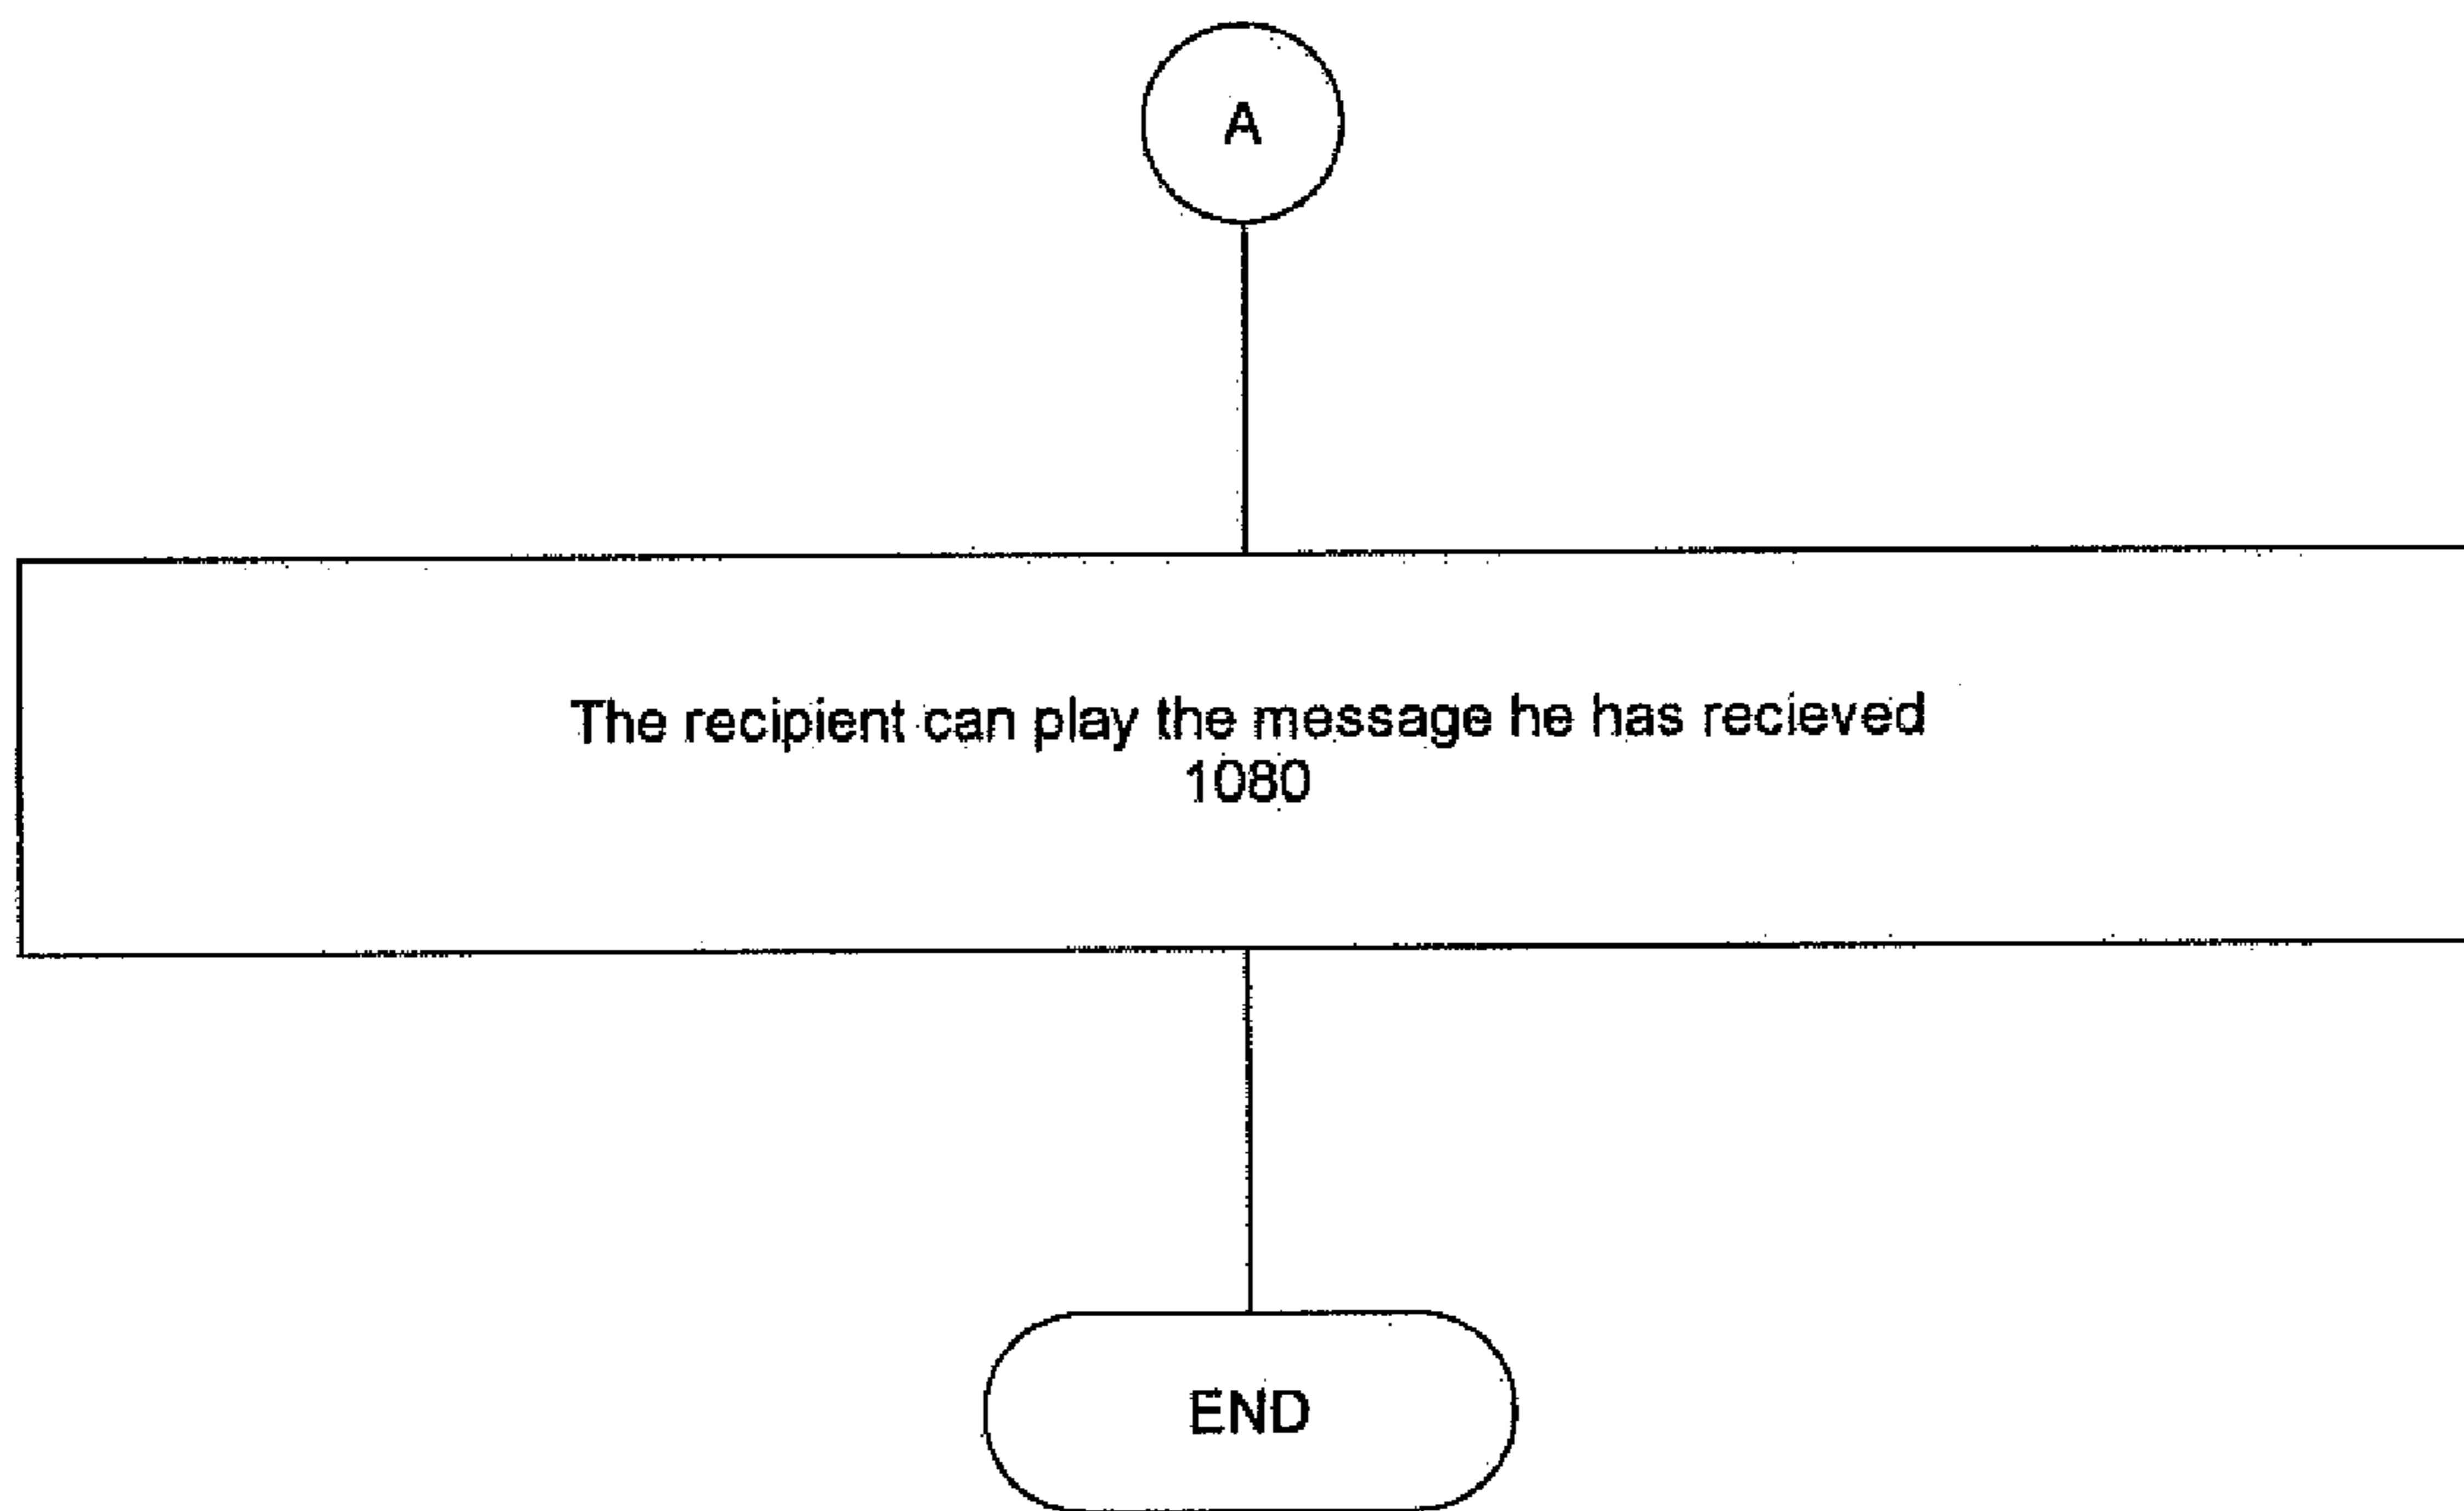 A
The recipient can play the message he has recieved
1080
END